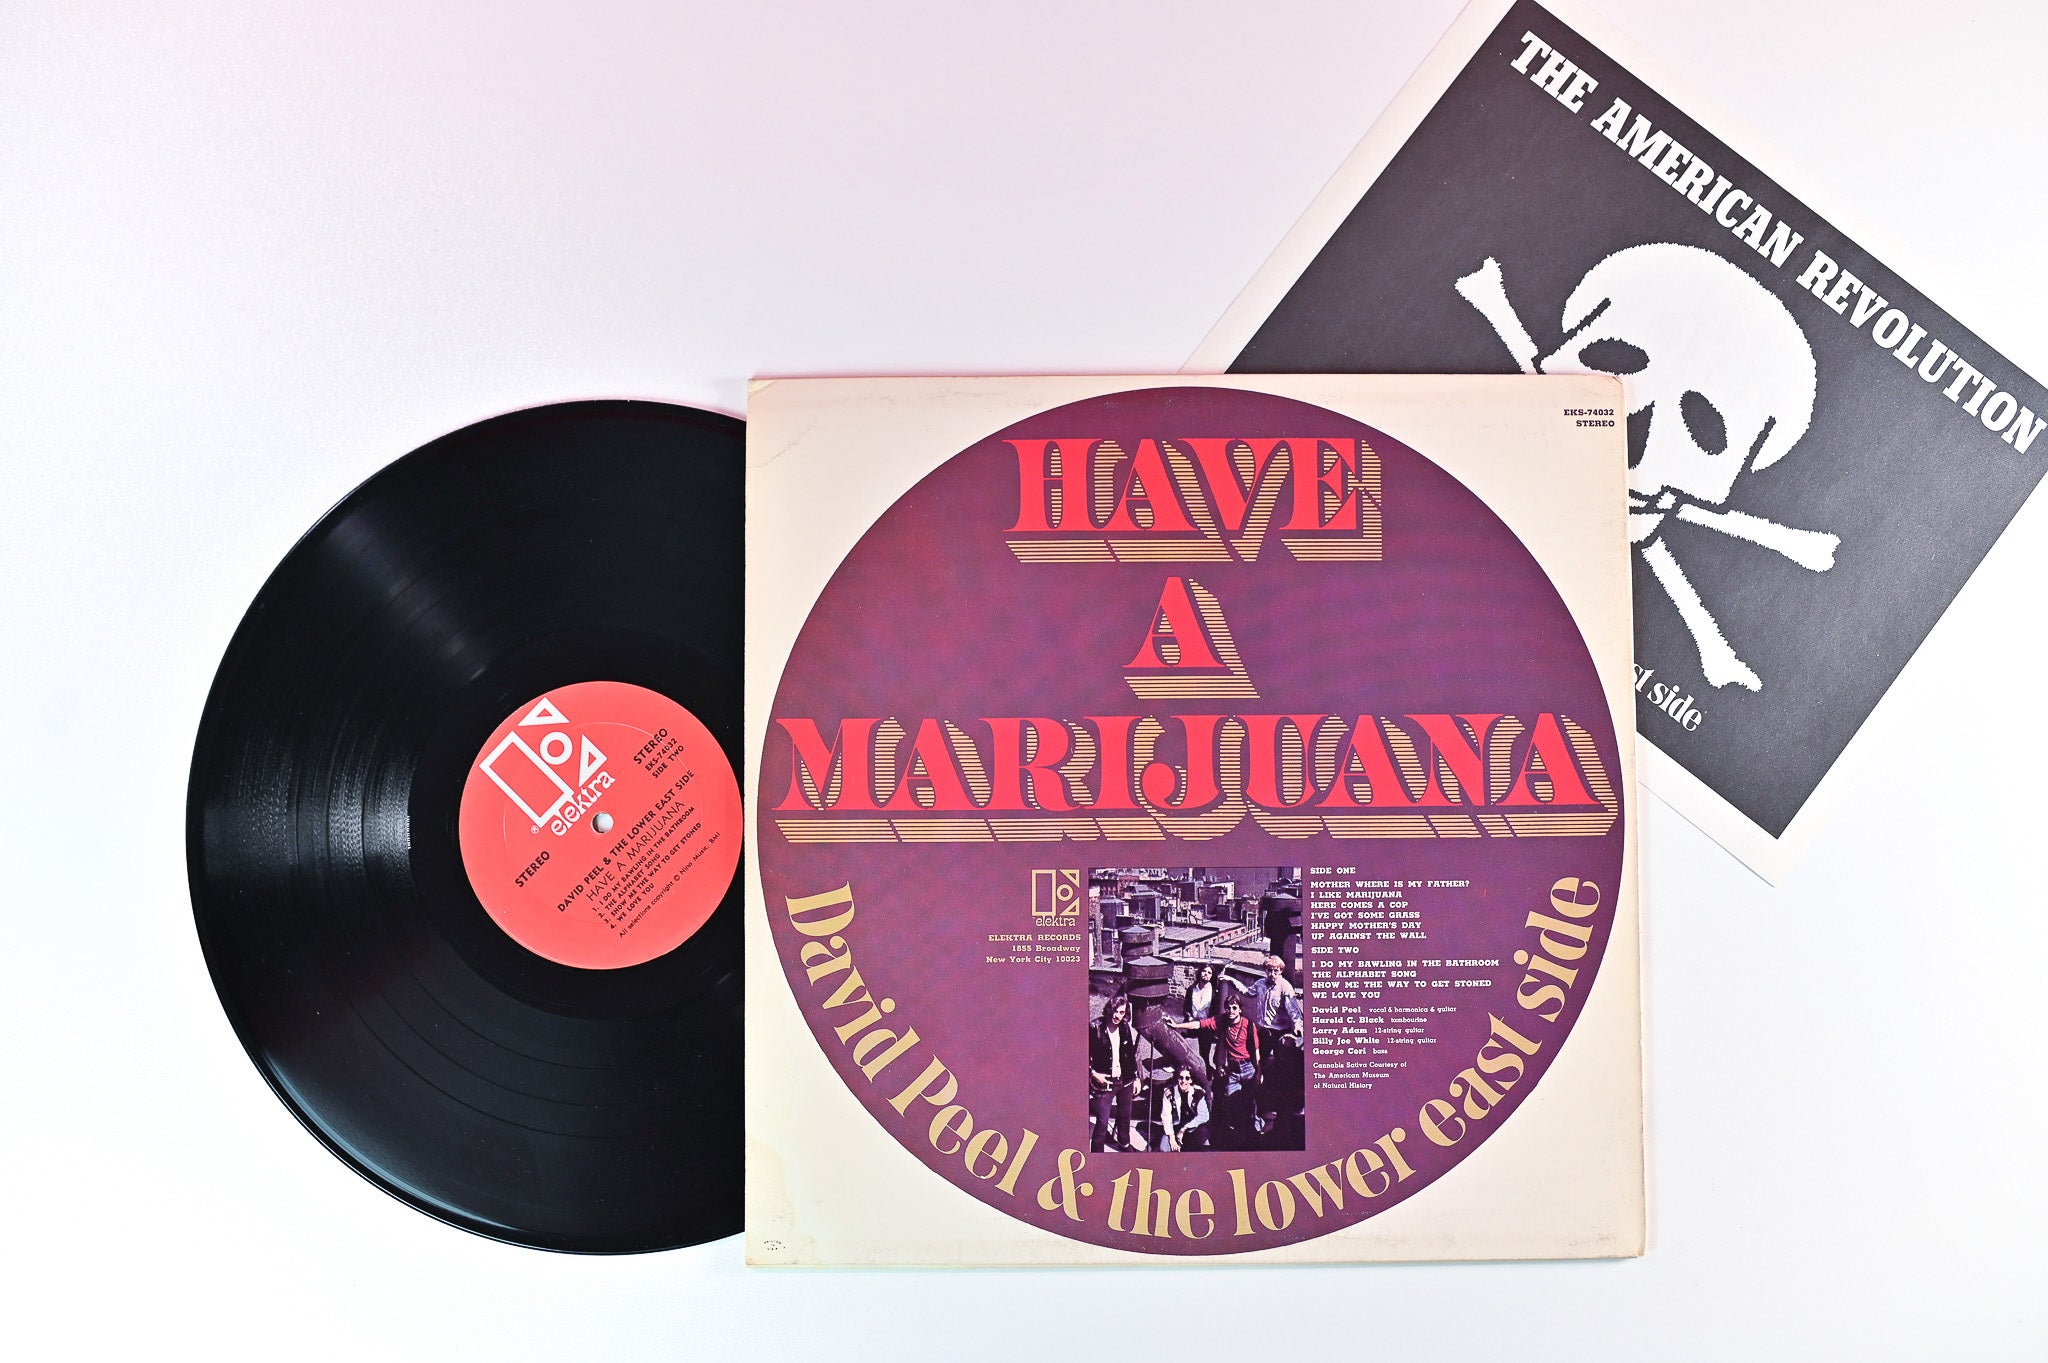 THE AMERICAN REVOLUTION
st side
EKS-74032
STEREO
HAVE
A
MARIJUANA
David Peel & the lower east side
elektra
ELEKTRA RECORDS
1855 Broadway
New York City 10023
SIDE ONE
MOTHER WHERE IS MY FATHER?
I LIKE MARIJUANA
HERE COMES A COP
I'VE GOT SOME GRASS
HAPPY MOTHER'S DAY
UP AGAINST THE WALL
SIDE TWO
I DO MY BAWLING IN THE BATHROOM
THE ALPHABET SONG
SHOW ME THE WAY TO GET STONED
WE LOVE YOU
David Peel vocal & harmonica & guitar
Harold C. Black tambourine
Larry Adam 12-string guitar
Billy Joe White 12-string guitar
George Cori bass
Cannabis Sativa Courtesy of
The American Museum
of Natural History
® elektra
STEREO
EKS-74032
SIDE TWO
STEREO
DAVID PEEL & THE LOWER EAST SIDE
HAVE A MARIJUANA
1. I DO MY BAWLING IN THE BATHROOM
2. THE ALPHABET SONG
3. SHOW ME THE WAY TO GET STONED
4. WE LOVE YOU
All selections copyright © Nina Music, BMI